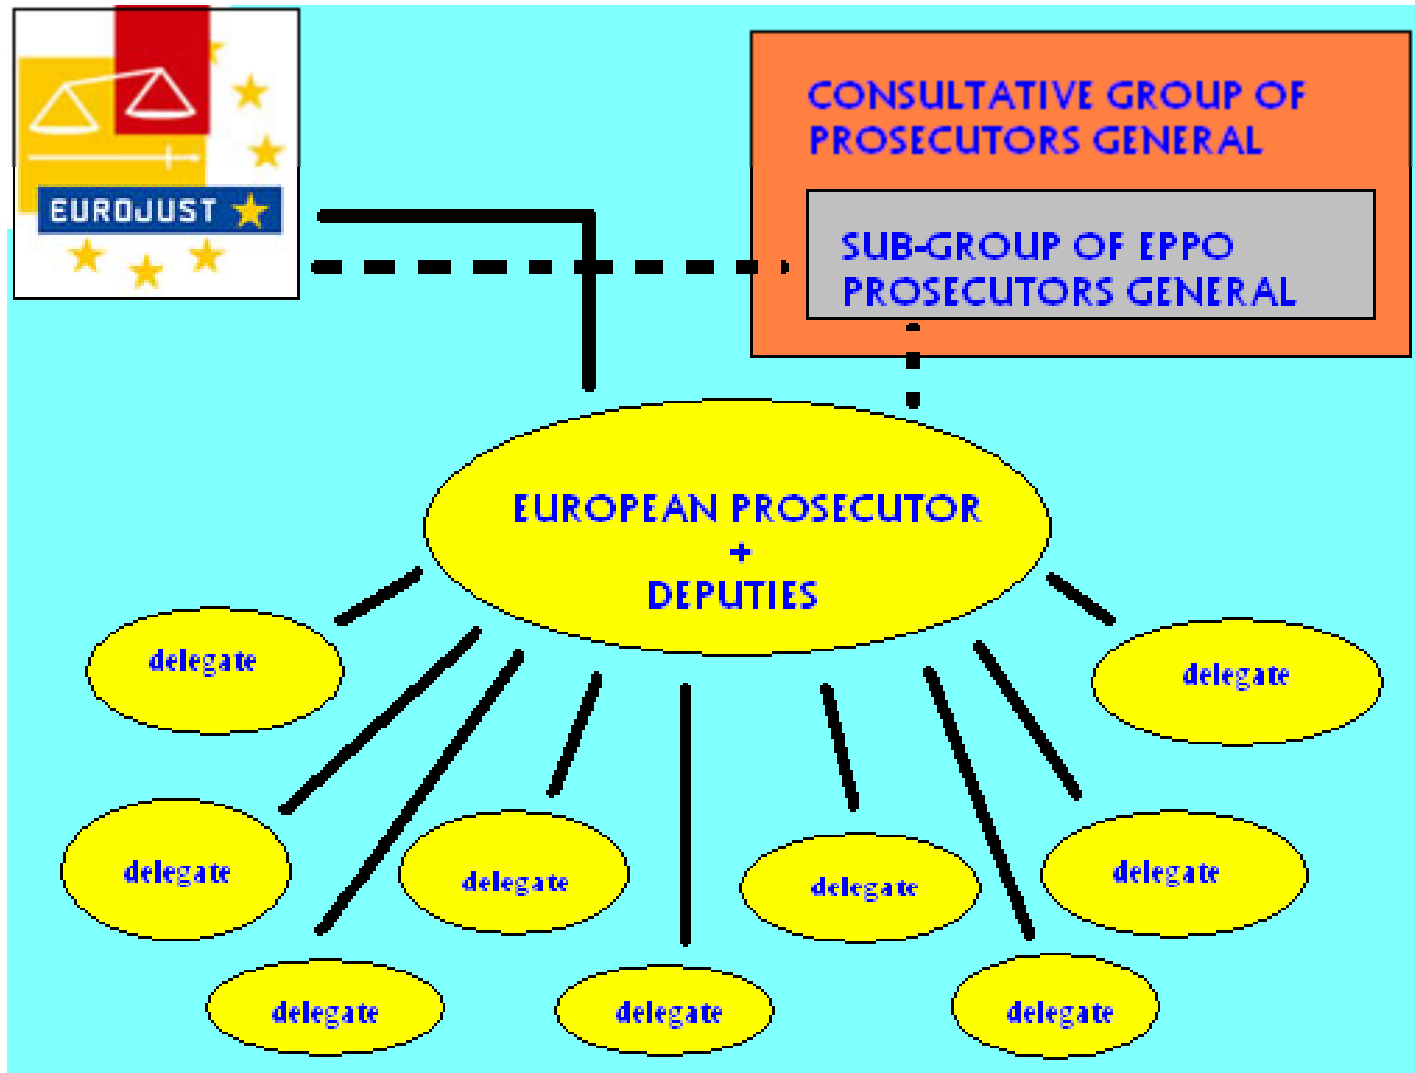 EUROJUST
CONSULTATIVE GROUP OF
PROSECUTORS GENERAL
SUB-GROUP OF EPPO
PROSECUTORS GENERAL
EUROPEAN PROSECUTOR
+
DEPUTIES
delegate
delegate
delegate
delegate
delegate
delegate
delegate
delegate
delegate